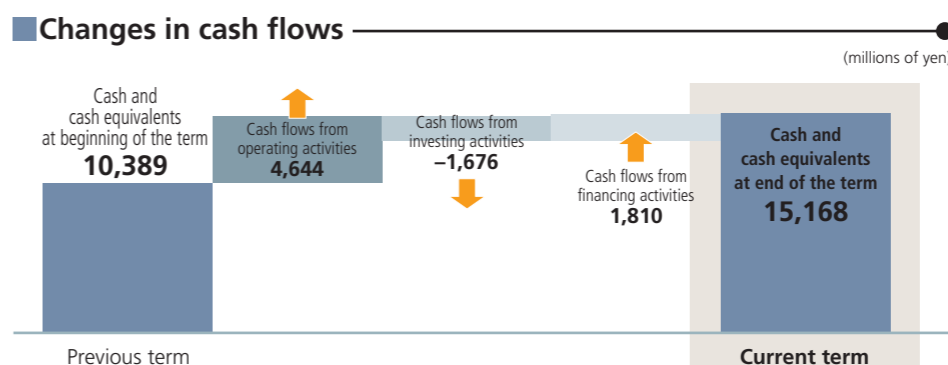 Changes in cash flows
(millions of yen)
Cash and
cash equivalents
at beginning of the term
10,389
Cash flows from
operating activities
4,644
Cash flows from
investing activities
–1,676
Cash flows from
financing activities
1,810
Cash and
cash equivalents
at end of the term
15,168
Previous term
Current term